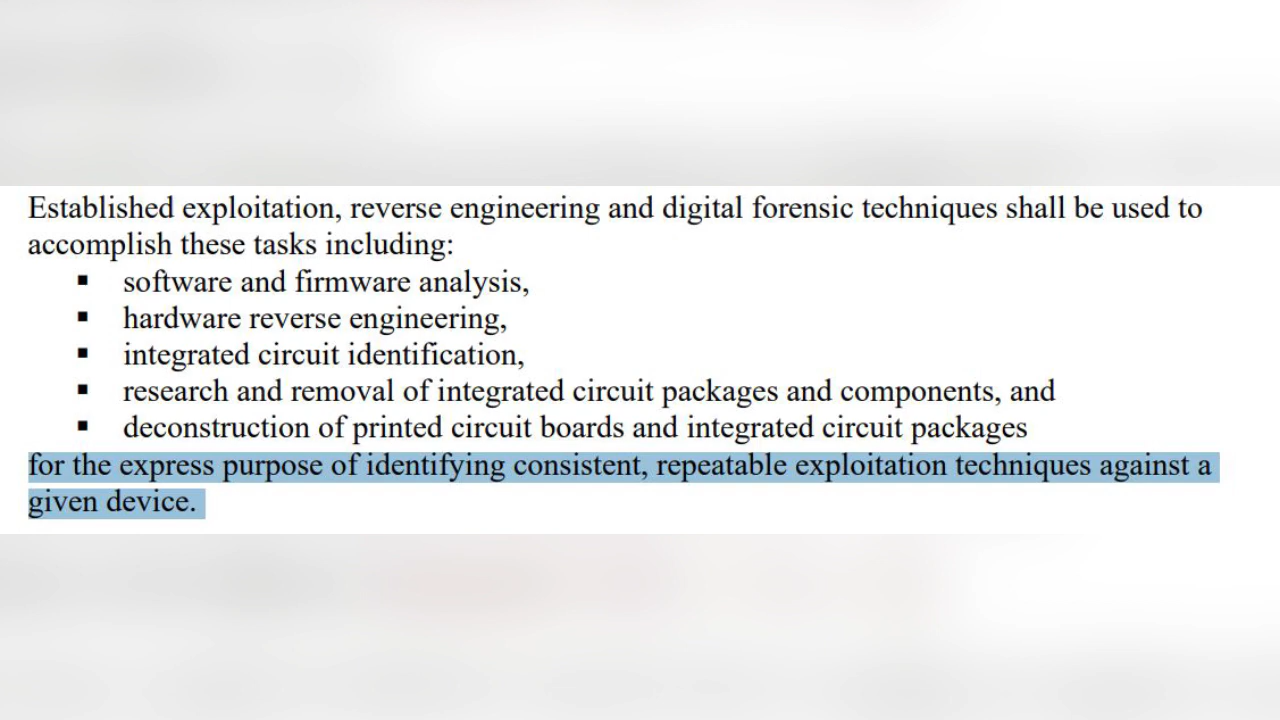 Established exploitation, reverse engineering and digital forensic techniques shall be used to
accomplish these tasks including:
▪ software and firmware analysis,
▪ hardware reverse engineering,
▪ integrated circuit identification,
▪ research and removal of integrated circuit packages and components, and
▪ deconstruction of printed circuit boards and integrated circuit packages
for the express purpose of identifying consistent, repeatable exploitation techniques against a
given device.